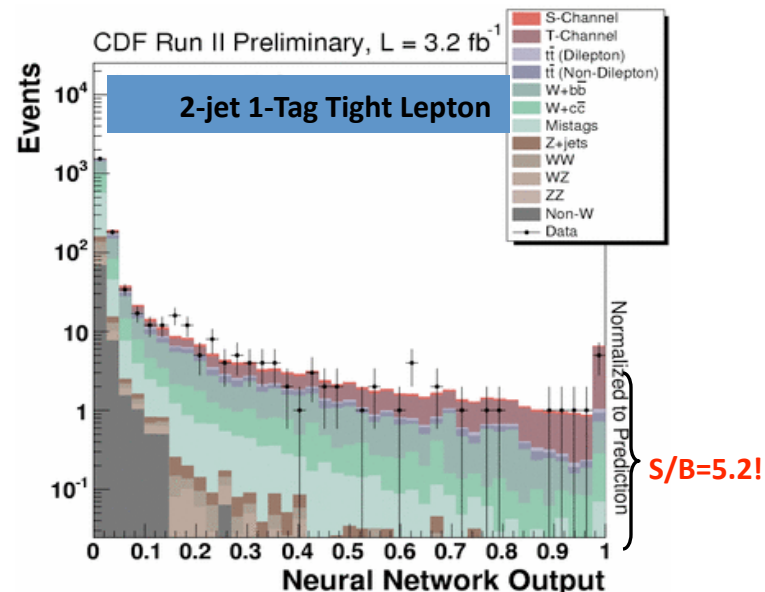 CDF Run II Preliminary, L = 3.2 fb⁻¹
2-jet 1-Tag Tight Lepton
S-Channel
T-Channel
tt̄ (Dilepton)
tt̄ (Non-Dilepton)
W+bb̄
W+cc̄
Mistags
Z+jets
WW
WZ
ZZ
Non-W
Data
Events
10⁴
10³
10²
10
1
10⁻¹
0 0.1 0.2 0.3 0.4 0.5 0.6 0.7 0.8 0.9 1
Neural Network Output
Normalized to Prediction
S/B=5.2!